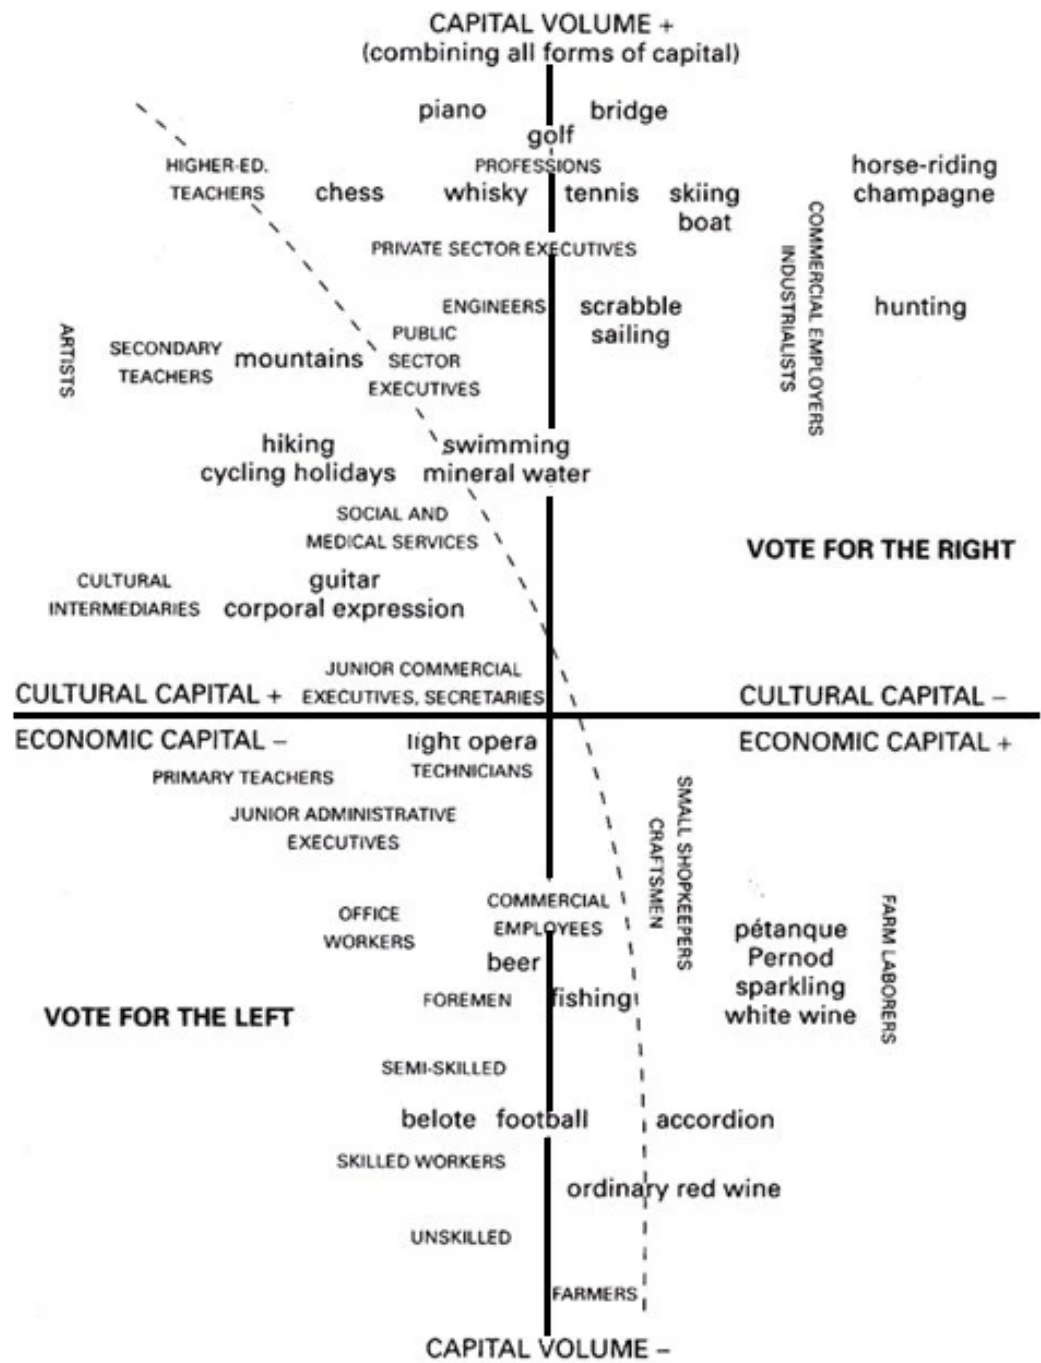 CAPITAL VOLUME +
(combining all forms of capital)
piano
bridge
golf
HIGHER-ED.
TEACHERS
PROFESSIONS
horse-riding
champagne
chess
whisky
tennis
skiing
boat
PRIVATE SECTOR EXECUTIVES
COMMERCIAL EMPLOYERS
INDUSTRIALISTS
ENGINEERS
scrabble
sailing
hunting
ARTISTS
SECONDARY
TEACHERS
mountains
PUBLIC
SECTOR
EXECUTIVES
hiking
cycling holidays
swimming
mineral water
SOCIAL AND
MEDICAL SERVICES
VOTE FOR THE RIGHT
CULTURAL
INTERMEDIARIES
guitar
corporal expression
JUNIOR COMMERCIAL
EXECUTIVES, SECRETARIES
CULTURAL CAPITAL +
CULTURAL CAPITAL –
ECONOMIC CAPITAL –
ECONOMIC CAPITAL +
light opera
TECHNICIANS
PRIMARY TEACHERS
JUNIOR ADMINISTRATIVE
EXECUTIVES
SMALL SHOPKEEPERS
CRAFTSMEN
OFFICE
WORKERS
COMMERCIAL
EMPLOYEES
beer
pétanque
Pernod
sparkling
white wine
FARM LABORERS
FOREMEN
fishing
VOTE FOR THE LEFT
SEMI-SKILLED
belote
football
accordion
SKILLED WORKERS
ordinary red wine
UNSKILLED
FARMERS
CAPITAL VOLUME –